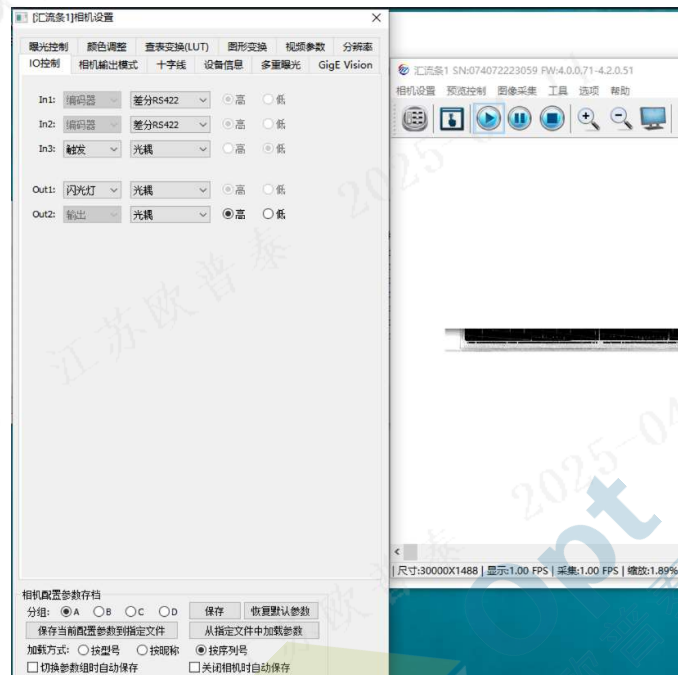 [汇流条1]相机设置
曝光控制 颜色调整 查表变换(LUT) 图形变换 视频参数 分辨率
IO控制 相机输出模式 十字线 设备信息 多重曝光 GigE Vision
In1: 编码器 差分RS422 高 低
In2: 编码器 差分RS422 高 低
In3: 触发 光耦 高 低
Out1: 闪光灯 光耦 高 低
Out2: 输出 光耦 高 低
相机配置参数存档
分组: A B C D 保存 恢复默认参数
保存当前配置参数到指定文件 从指定文件中加载参数
加载方式: 按型号 按昵称 按序列号
切换参数组时自动保存 关闭相机时自动保存
汇流条1 SN:074072223059 FW:4.0.0.71-4.2.0.51
相机设置 预览控制 图像采集 工具 选项 帮助
尺寸:30000X1488 | 显示:1.00 FPS | 采集:1.00 FPS | 缩放:1.89%
江苏欧普泰
2025-04
Opt